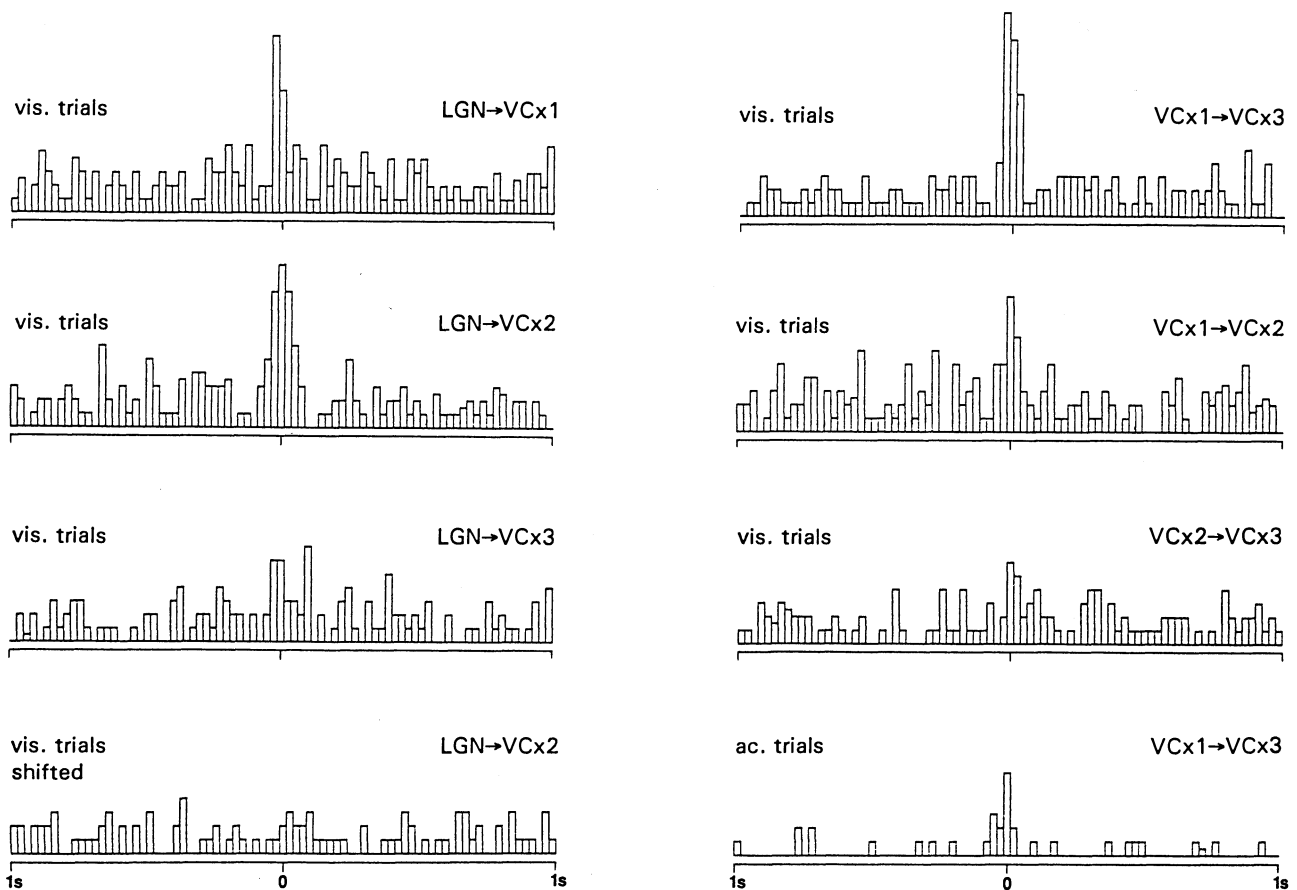 vis. trials
LGN→VCx1
vis. trials
VCx1→VCx3
vis. trials
LGN→VCx2
vis. trials
VCx1→VCx2
vis. trials
LGN→VCx3
vis. trials
VCx2→VCx3
vis. trials
shifted
LGN→VCx2
ac. trials
VCx1→VCx3
1s
0
1s
1s
0
1s